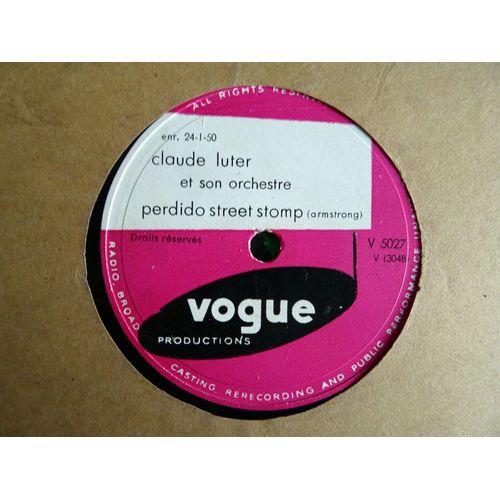 ALL RIGHTS
enr. 24-1-50
claude luter
et son orchestre
perdido street stomp (armstrong)
Droits réservés
V 5027
V (3048
vogue
PRODUCTIONS
RADIO, BROAD
CASTING, RERECORDING AND PUBLIC PERFORMANCE